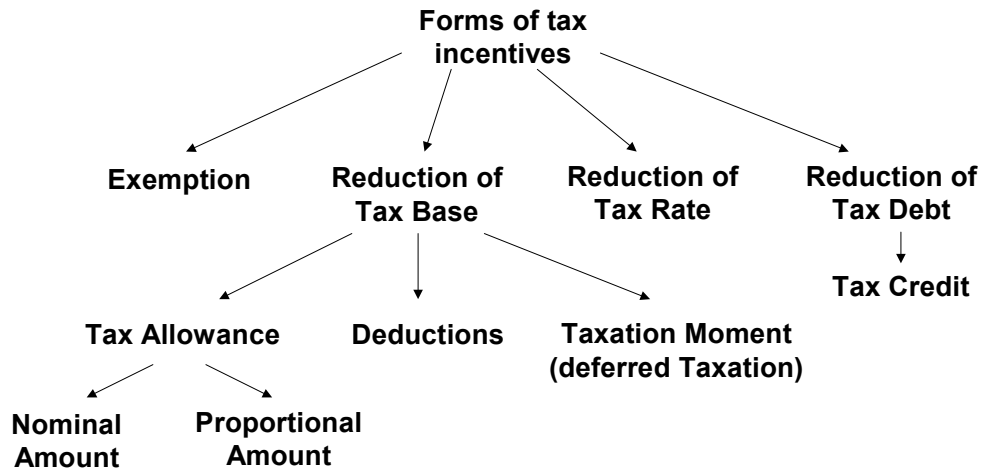 Forms of tax
incentives
Exemption
Reduction of
Tax Base
Reduction of
Tax Rate
Reduction of
Tax Debt
Tax Credit
Tax Allowance
Deductions
Taxation Moment
(deferred Taxation)
Nominal
Amount
Proportional
Amount